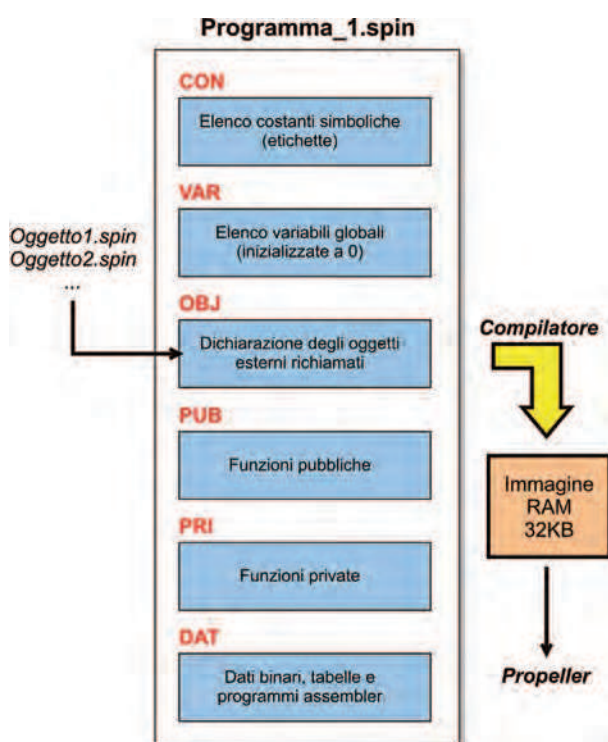 Programma_1.spin
CON
Elenco costanti simboliche
(etichette)
VAR
Elenco variabili globali
(inizializzate a 0)
Oggetto1.spin
Oggetto2.spin
...
OBJ
Dichiarazione degli oggetti
esterni richiamati
Compilatore
PUB
Funzioni pubbliche
Immagine
RAM
32KB
PRI
Funzioni private
DAT
Dati binari, tabelle e
programmi assembler
Propeller